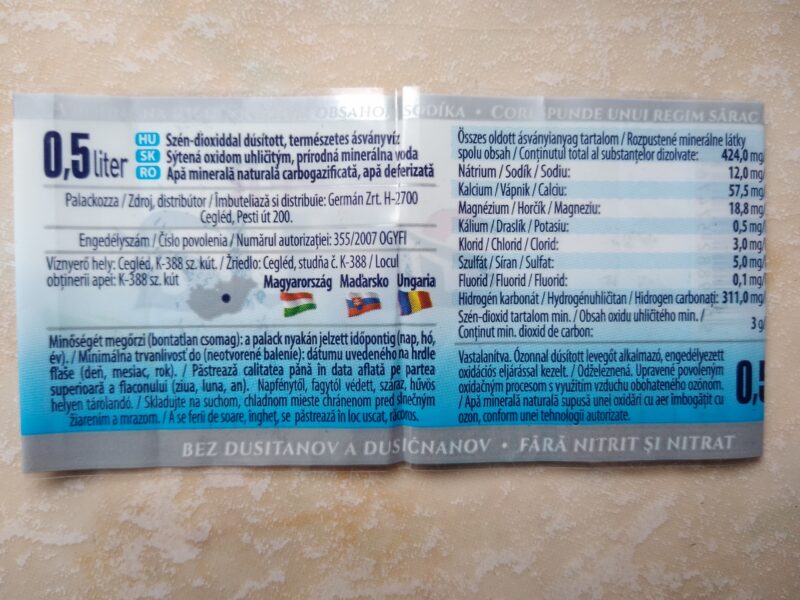 OBSAHOM SODÍKA • CORESPUNDE UNUI REGIM SĂRAC
0,5 liter
HU Szén-dioxiddal dúsított, természetes ásványvíz
SK Sýtená oxidom uhličitým, prírodná minerálna voda
RO Apă minerală naturală carbogazificată, apă deferizată
Palackozza / Zdroj, distribútor / Îmbuteliază si distribuie: Germán Zrt. H-2700
Cegléd, Pesti út 200.
Engedélyszám / Číslo povolenia / Numărul autorizației: 355/2007 OGYFI
Víznyerő hely: Cegléd, K-388 sz. kút. / Žriedlo: Cegléd, studňa č. K-388 / Locul
obținerii apei: K-388 sz. kút
Magyarország Maďarsko Ungaria
Minőségét megőrzi (bontatlan csomag): a palack nyakán jelzett időpontig (nap, hó,
év). / Minimálna trvanlivosť do (neotvorené balenie): dátumu uvedeného na hrdle
fľaše (deň, mesiac, rok). / Păstrează calitatea până în data aflată pe partea
superioară a flaconului (ziua, luna, an). Napfénytől, fagytól védett, száraz, hűvös
helyen tárolandó. / Skladujte na suchu, chladnom mieste chránenom pred slnečným
žiarením a mrazom. / A se feri de soare, îngheț, se păstrează în loc uscat, răcoros.
Összes oldott ásványianyag tartalom / Rozpustené minerálne látky
spolu obsah / Conținutul total al substanțelor dizolvate: 424,0 mg/
Nátrium / Sodík / Sodiu: 12,0 mg/
Kalcium / Vápnik / Calciu: 57,5 mg/
Magnézium / Horčík / Magneziu: 18,8 mg/
Kálium / Draslík / Potasiu: 0,5 mg/
Klorid / Chlorid / Clorid: 3,0 mg/
Szulfát / Síran / Sulfat: 5,0 mg/
Fluorid / Fluorid / Fluorid: 0,1 mg/
Hidrogén karbonát / Hydrogénuhličitan / Hidrogen carbonați: 311,0 mg/
Szén-dioxid tartalom min. / Obsah oxidu uhličitého min. /
Conținut min. dioxid de carbon: 3 g/
Vastalanítva. Ózonnal dúsított levegőt alkalmazó, engedélyezett
oxidációs eljárással kezelt. / Odželeznená. Upravené povoleným
oxidačným procesom s využitím vzduchu obohateného ozónom.
/ Apă minerală naturală supusă unei oxidări cu aer îmbogățit cu
ozon, conform unei tehnologii autorizate.
0,5
BEZ DUSITANOV A DUSIČNANOV • FĂRĂ NITRIT ȘI NITRAT